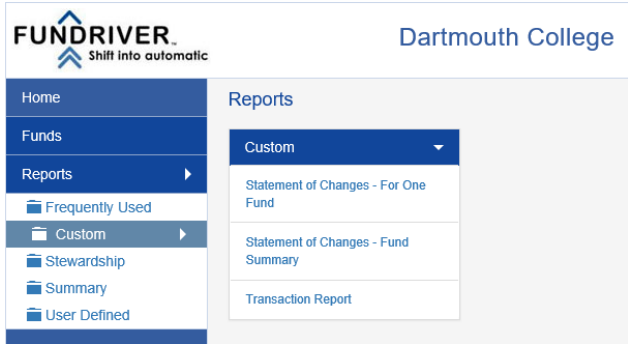 FUNDRIVER™
Shift into automatic
Dartmouth College
Home
Funds
Reports
Frequently Used
Custom
Stewardship
Summary
User Defined
Reports
Custom
Statement of Changes - For One
Fund
Statement of Changes - Fund
Summary
Transaction Report